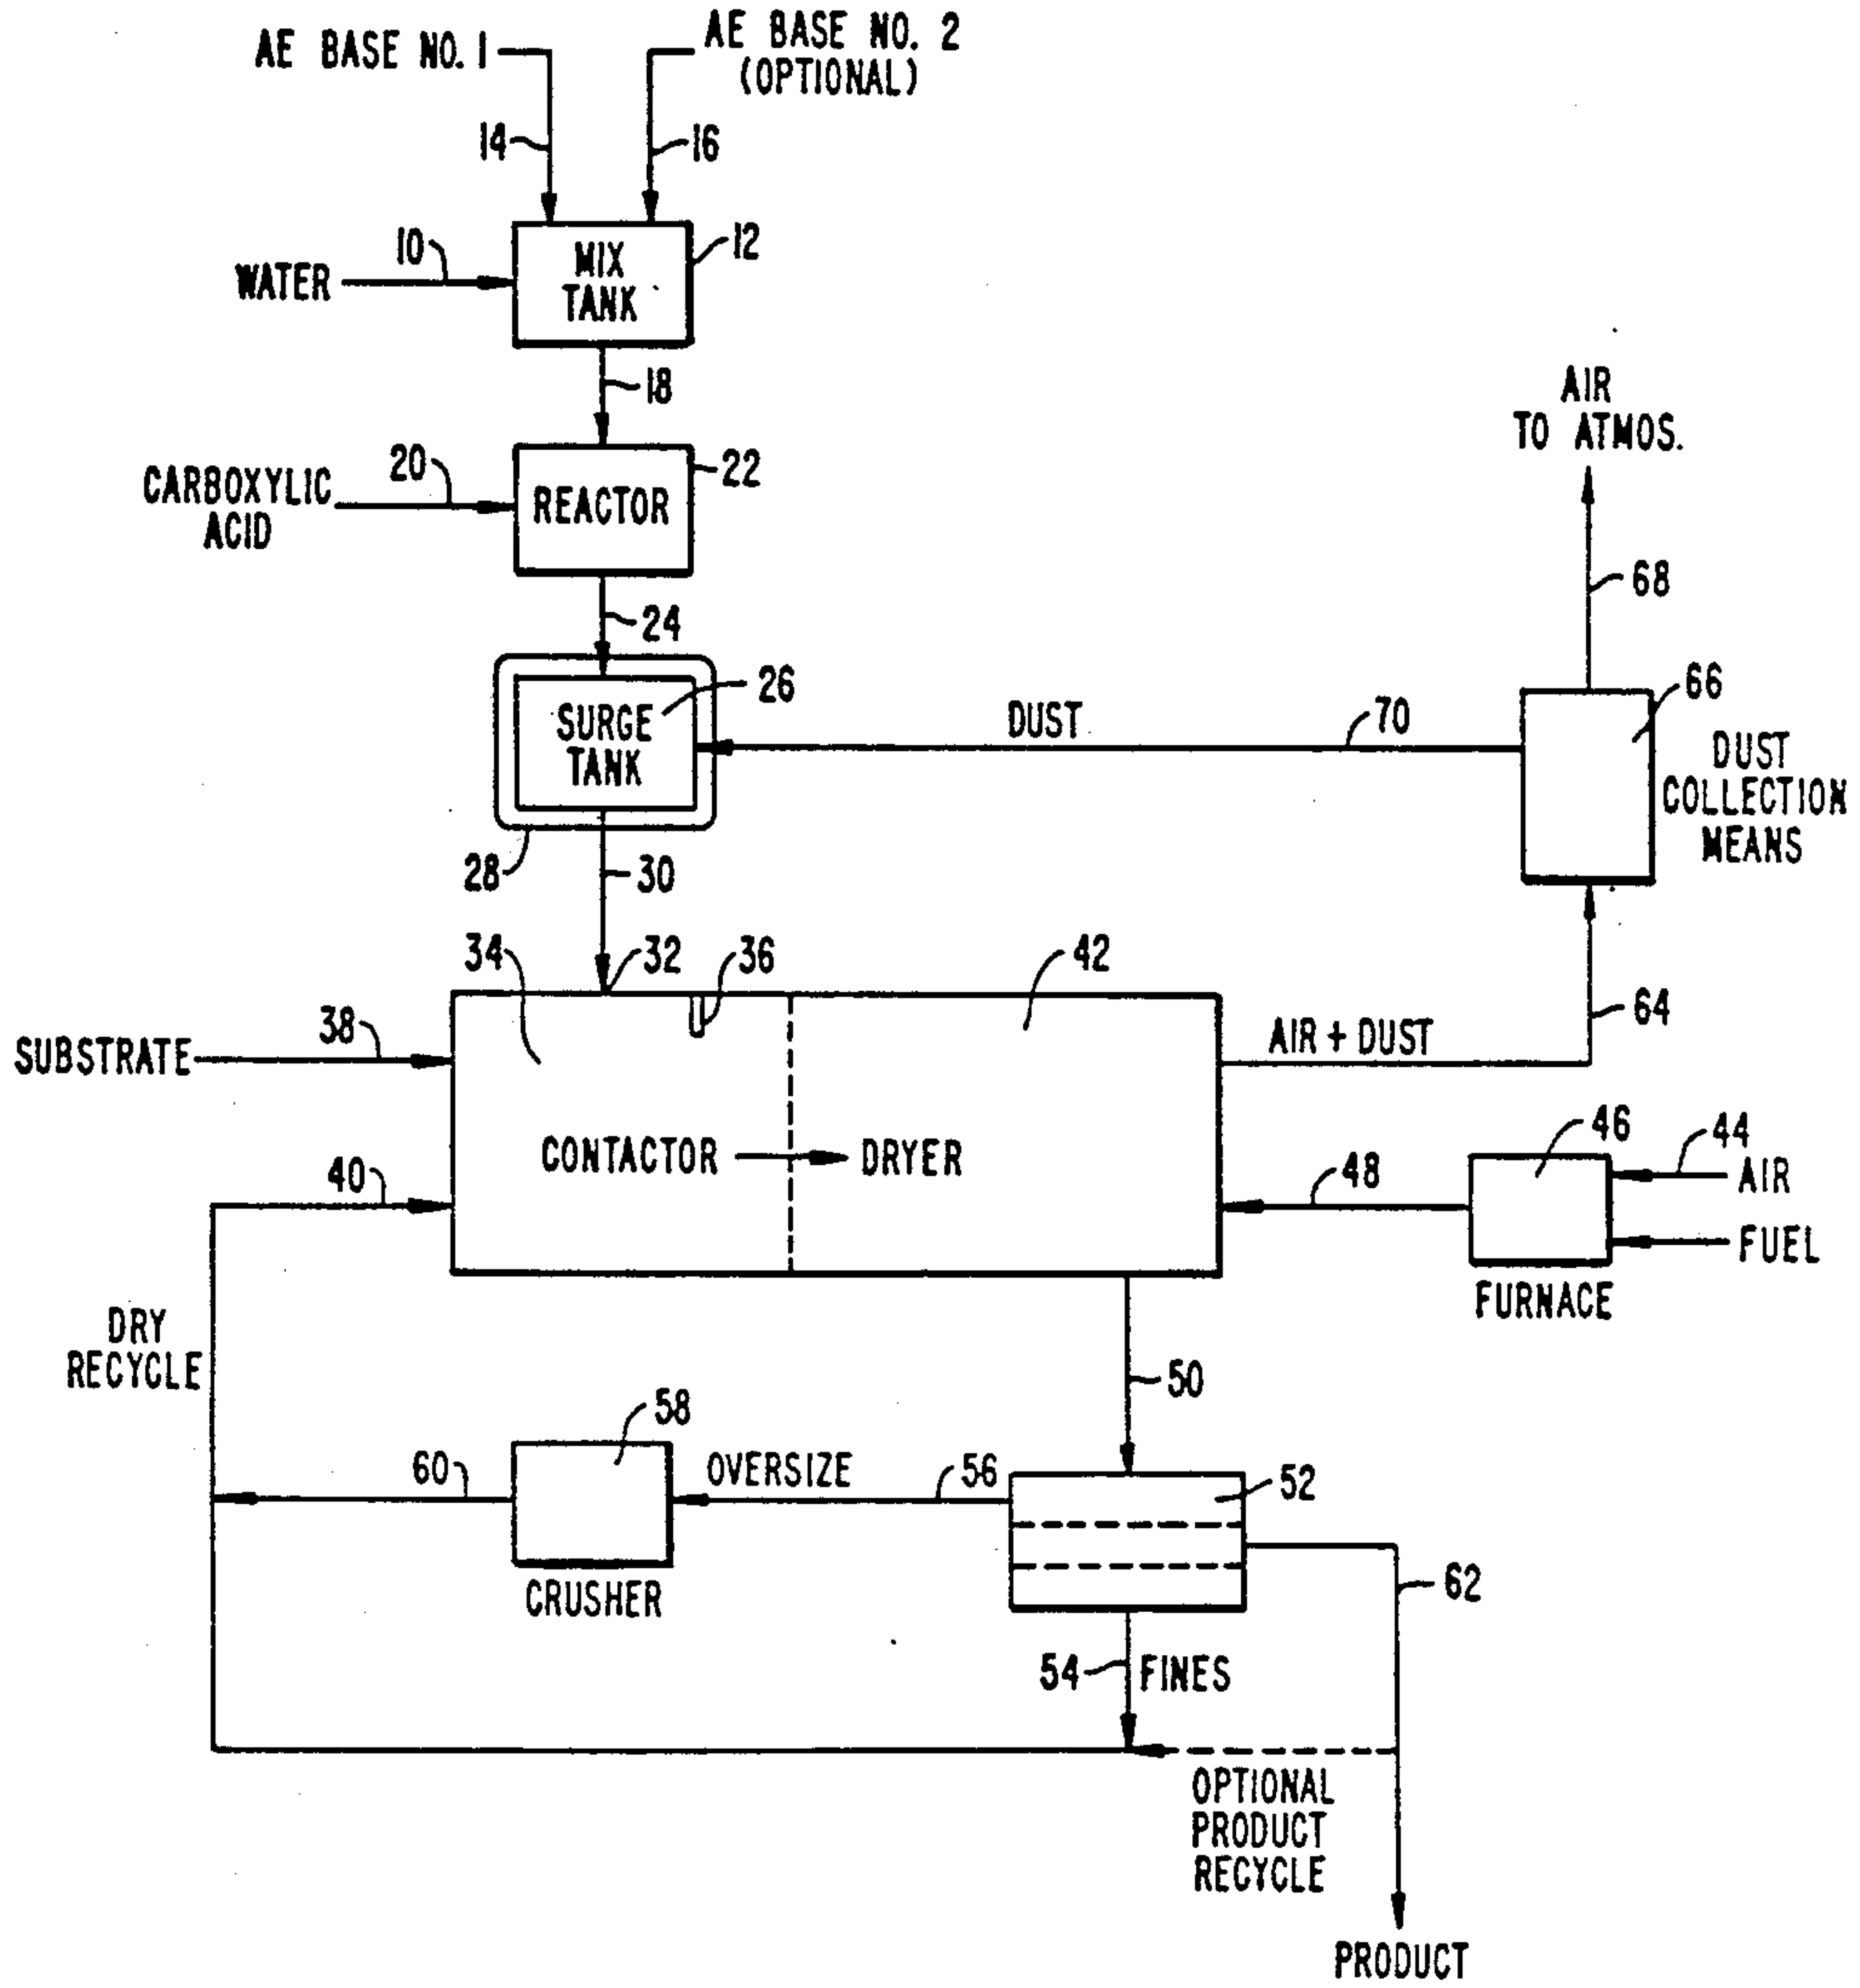 AE BASE NO. 1
AE BASE NO. 2
(OPTIONAL)
14
16
10
12
WATER
MIX
TANK
18
CARBOXYLIC
ACID
20
22
REACTOR
AIR
TO ATMOS.
68
24
26
SURGE
TANK
DUST
70
66
DUST
COLLECTION
MEANS
28
30
34
32
36
42
64
SUBSTRATE
38
AIR + DUST
CONTACTOR
DRYER
40
48
46
44
AIR
FUEL
FURNACE
DRY
RECYCLE
50
58
60
OVERSIZE
56
52
CRUSHER
62
54
FINES
OPTIONAL
PRODUCT
RECYCLE
PRODUCT